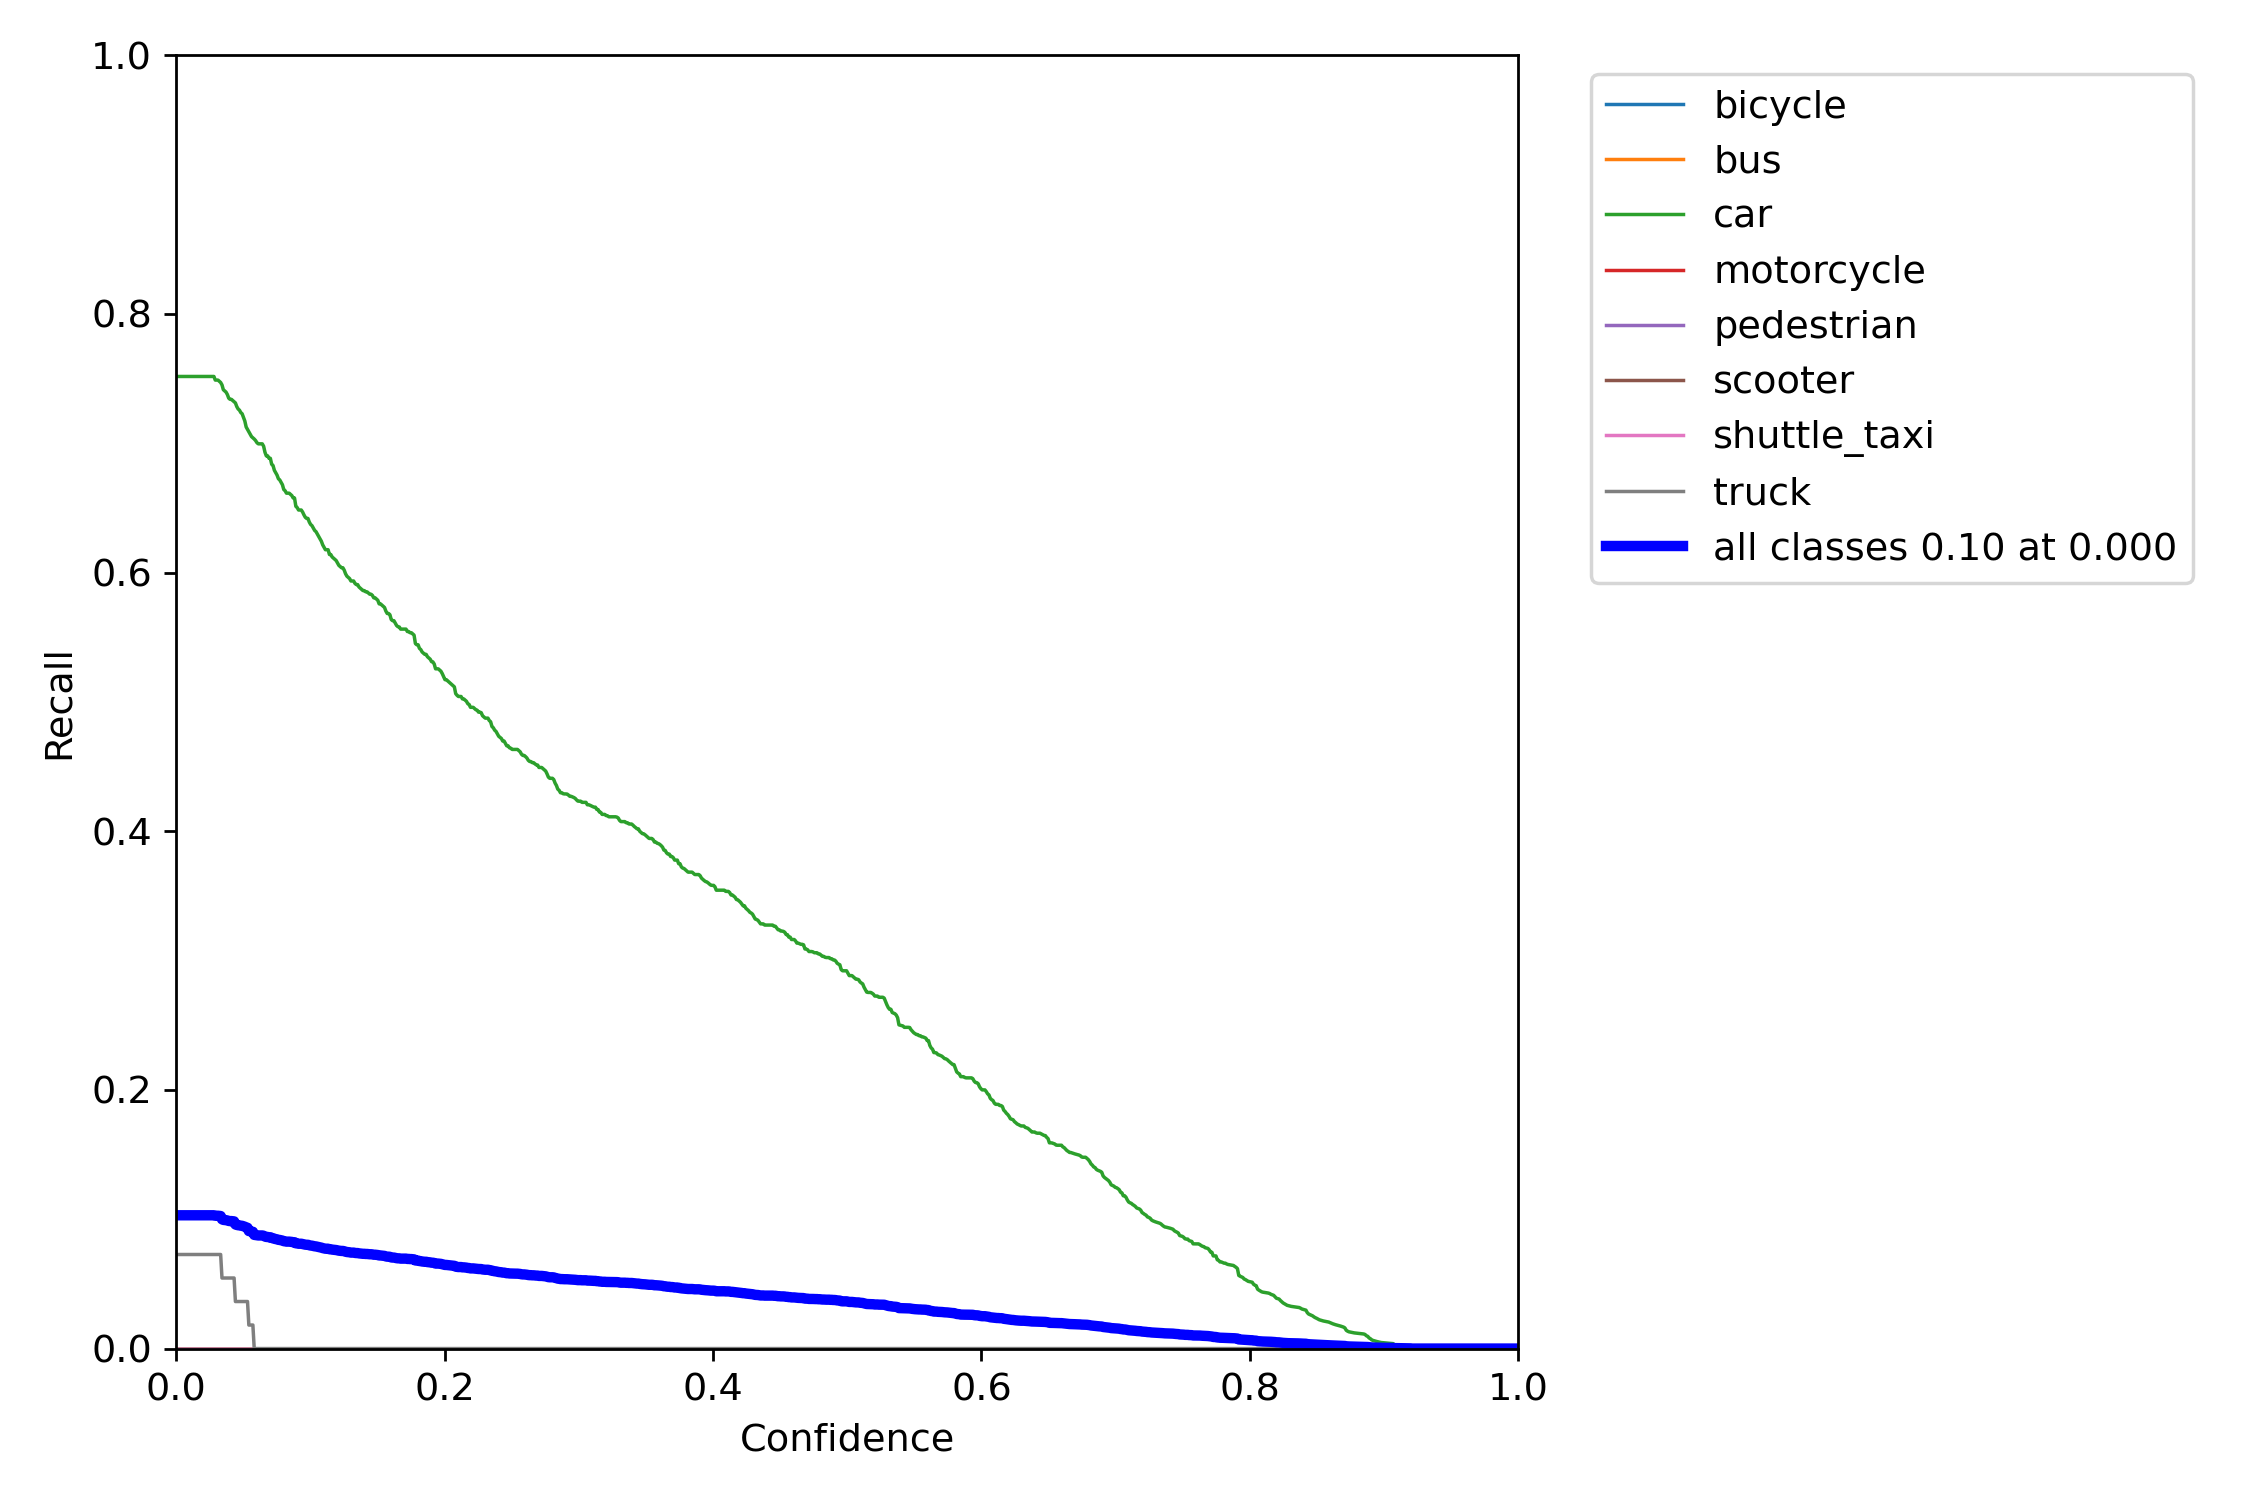 1.0
0.8
0.6
0.4
0.2
0.0
Recall
0.0 0.2 0.4 0.6 0.8 1.0
Confidence
bicycle
bus
car
motorcycle
pedestrian
scooter
shuttle_taxi
truck
all classes 0.10 at 0.000